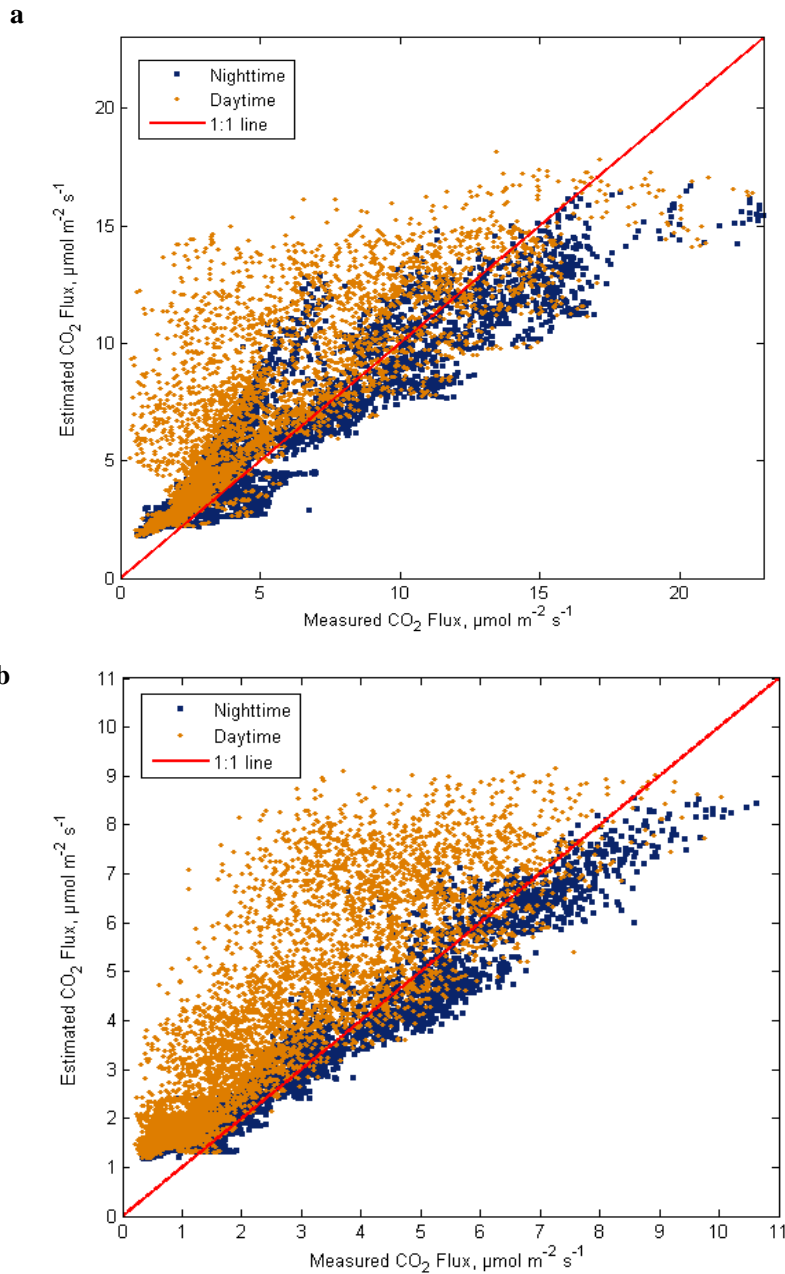 a
Nighttime
Daytime
1:1 line
Estimated CO₂ Flux, µmol m⁻² s⁻¹
20
15
10
5
0
0 5 10 15 20
Measured CO₂ Flux, µmol m⁻² s⁻¹
b
Nighttime
Daytime
1:1 line
Estimated CO₂ Flux, µmol m⁻² s⁻¹
11
10
9
8
7
6
5
4
3
2
1
0
0 1 2 3 4 5 6 7 8 9 10 11
Measured CO₂ Flux, µmol m⁻² s⁻¹